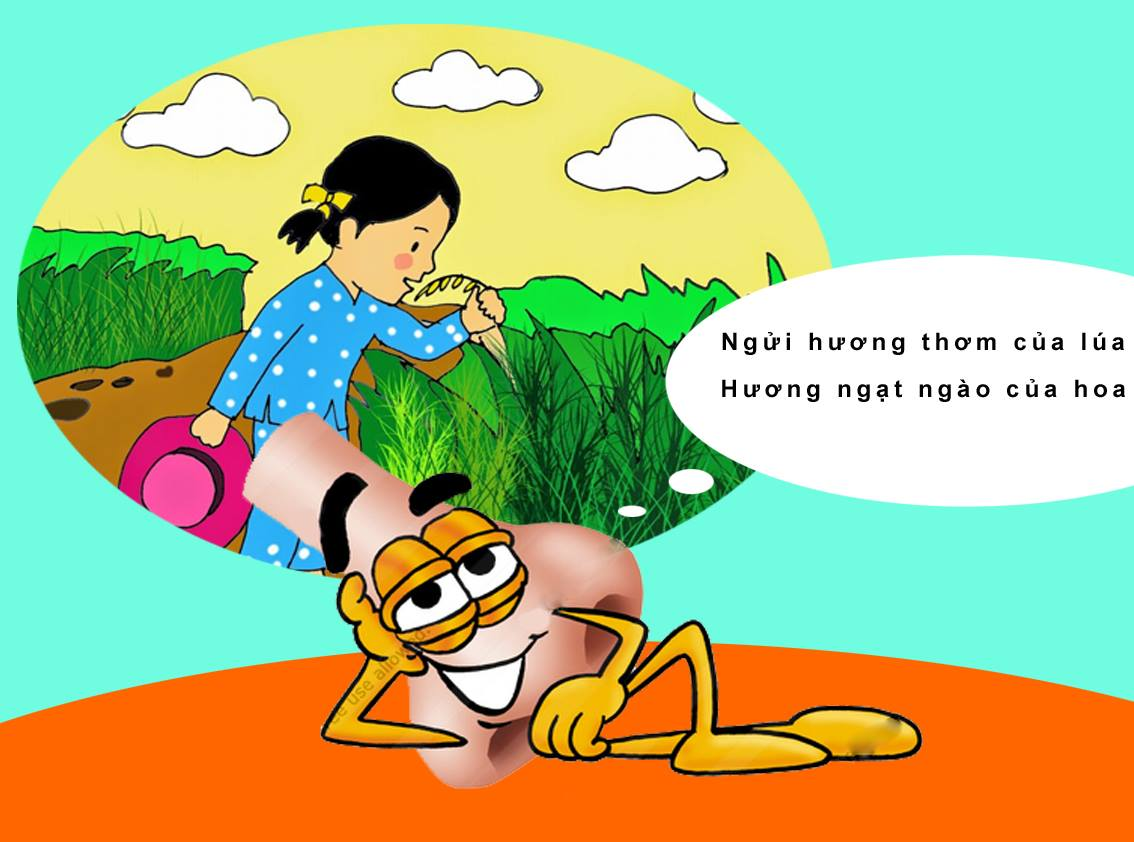 Ngửi hương thơm của lúa
Hương ngạt ngào của hoa